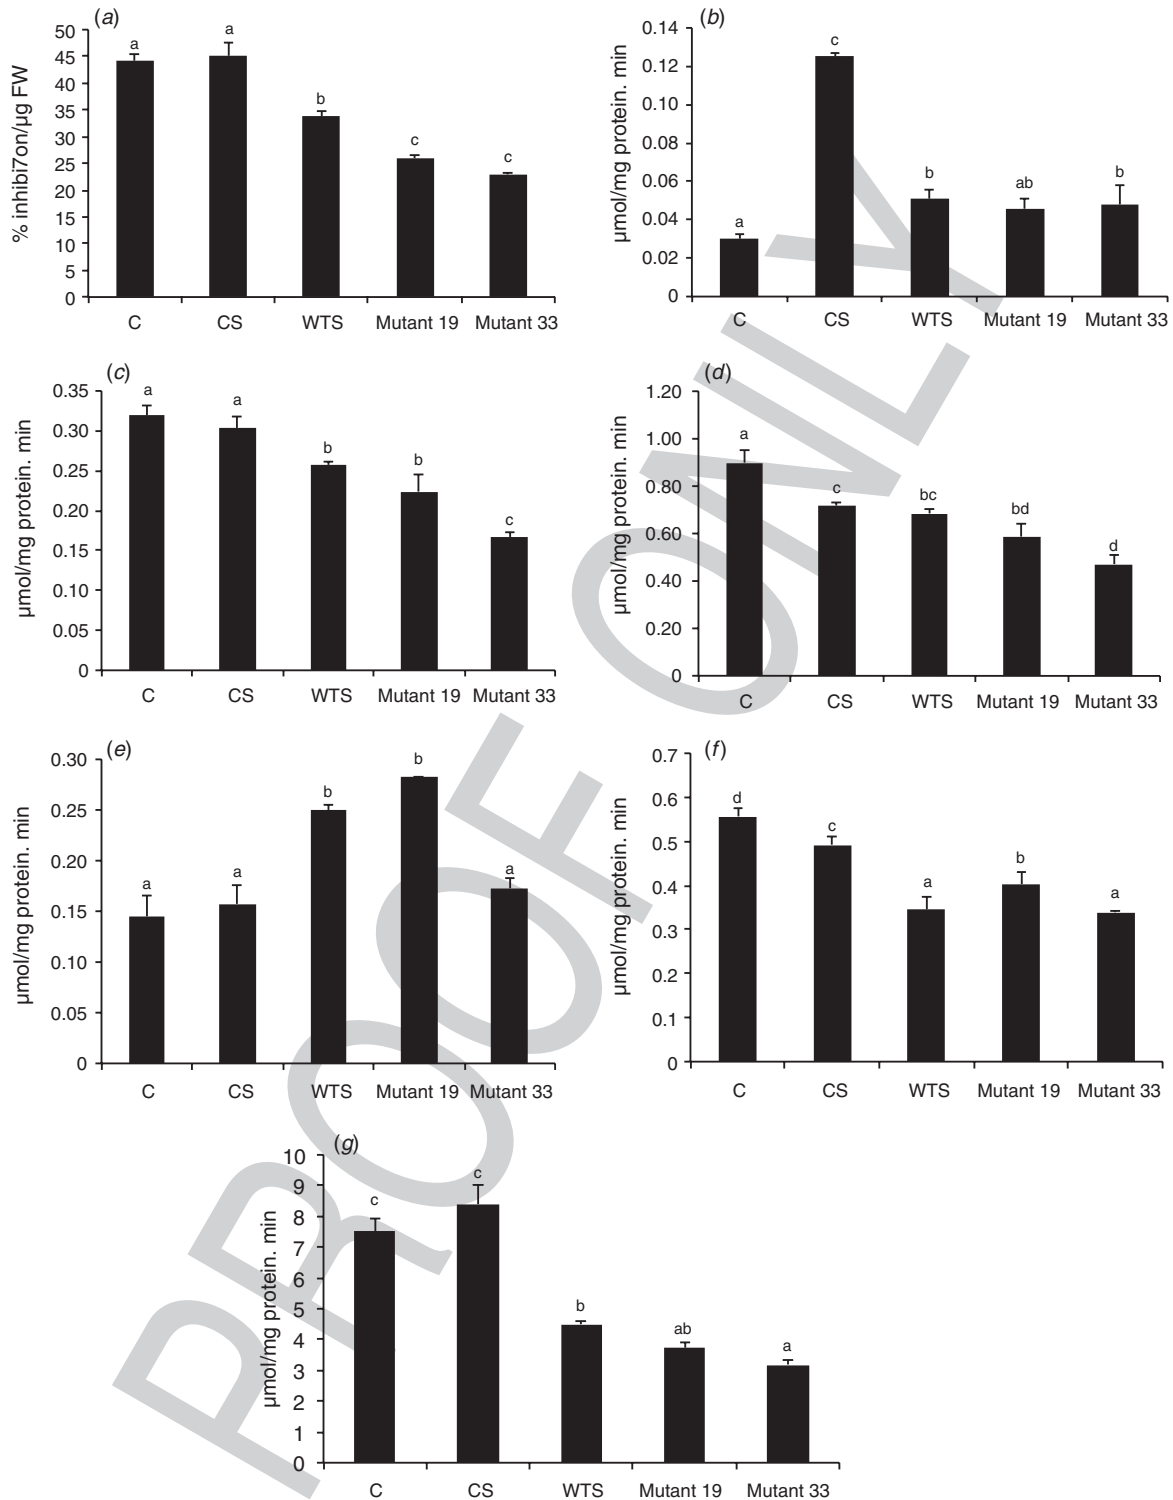 (a)
% inhibi7on/µg FW
50
45
40
35
30
25
20
15
10
5
0
a
a
b
c
c
C CS WTS Mutant 19 Mutant 33
(b)
µmol/mg protein. min
0.14
0.12
0.10
0.08
0.06
0.04
0.02
0
a
c
b
ab
b
C CS WTS Mutant 19 Mutant 33
(c)
µmol/mg protein. min
0.35
0.30
0.25
0.20
0.15
0.10
0.05
0
a
a
b
b
c
C CS WTS Mutant 19 Mutant 33
(d)
µmol/mg protein. min
1.20
1.00
0.80
0.60
0.40
0.20
0
a
c
bc
bd
d
C CS WTS Mutant 19 Mutant 33
(e)
µmol/mg protein. min
0.30
0.25
0.20
0.15
0.10
0.05
0
a
a
b
b
a
C CS WTS Mutant 19 Mutant 33
(f)
µmol/mg protein. min
0.7
0.6
0.5
0.4
0.3
0.2
0.1
0
d
c
a
b
a
C CS WTS Mutant 19 Mutant 33
(g)
µmol/mg protein. min
10
9
8
7
6
5
4
3
2
1
0
c
c
b
ab
a
C CS WTS Mutant 19 Mutant 33
PROOF ONLY